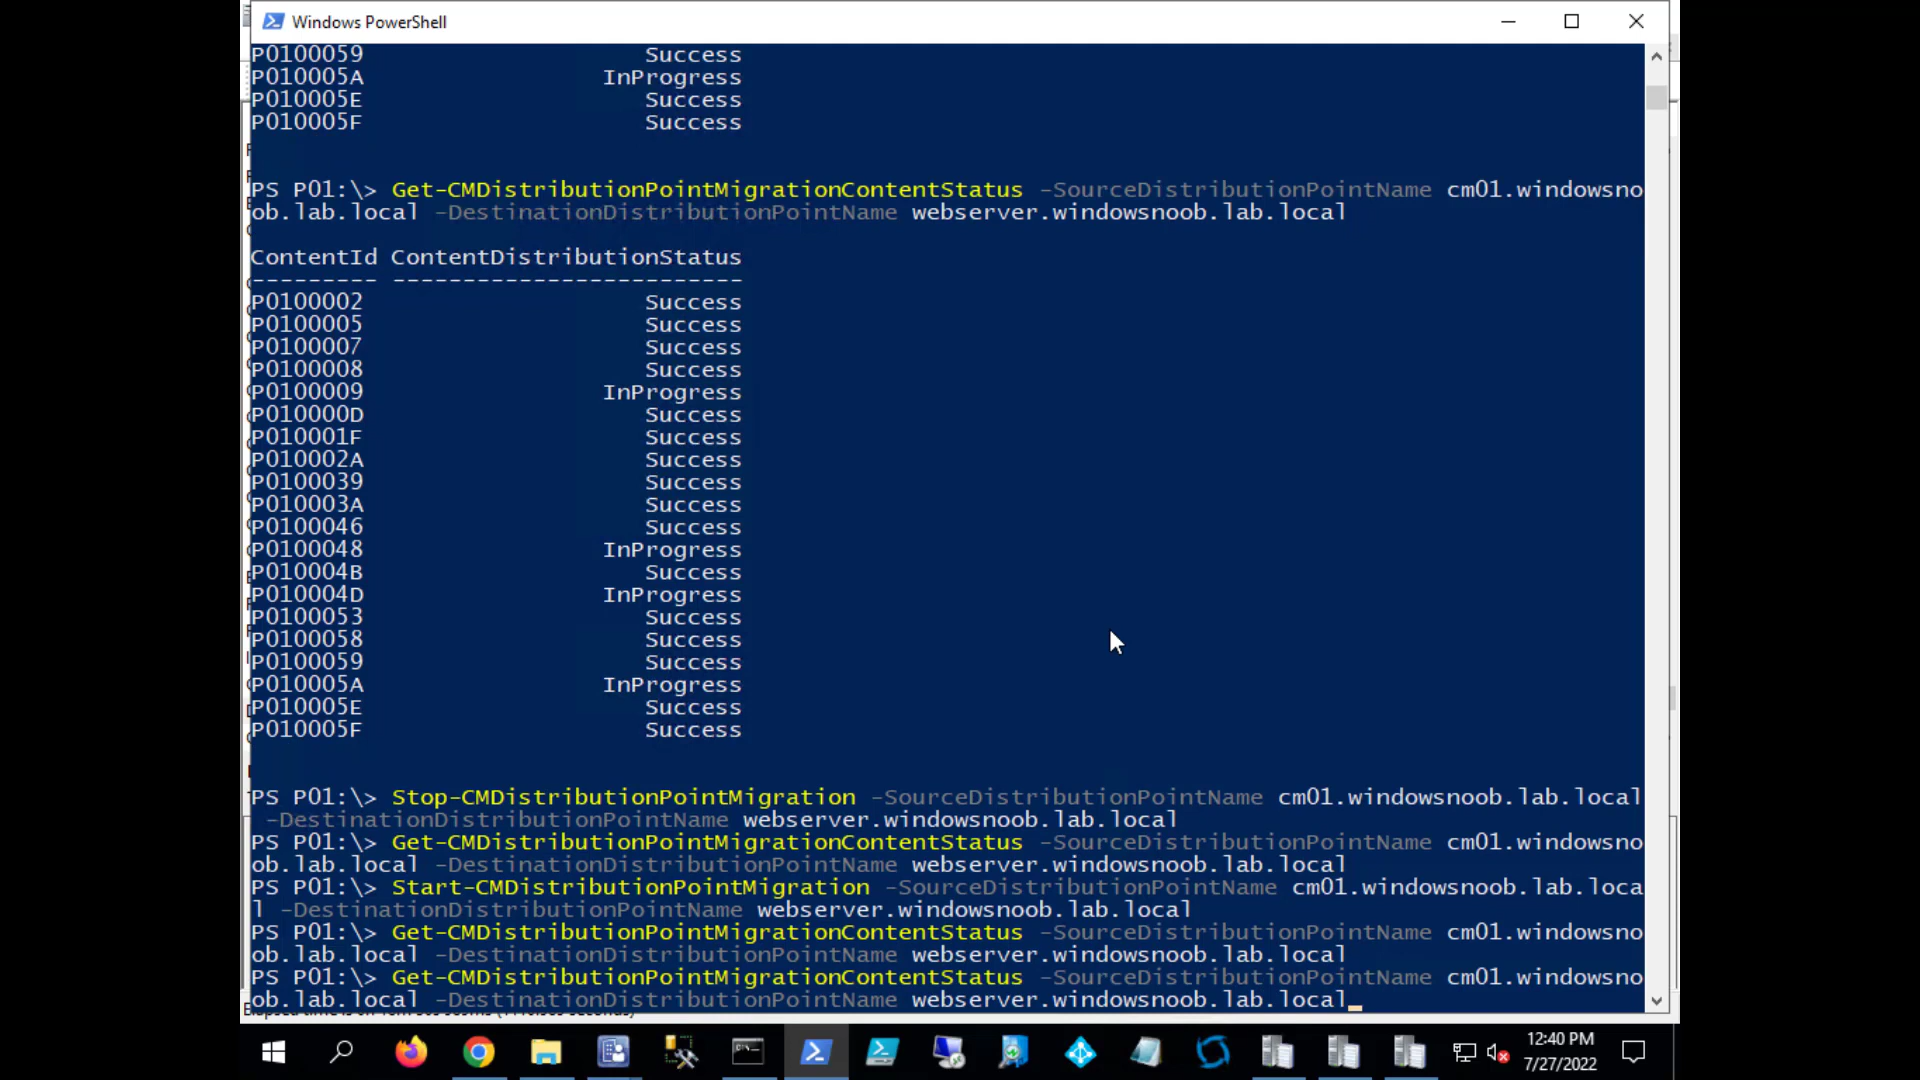 Windows PowerShell
P0100059 Success
P010005A InProgress
P010005E Success
P010005F Success
PS P01:\> Get-CMDistributionPointMigrationContentStatus -SourceDistributionPointName cm01.windowsno
ob.lab.local -DestinationDistributionPointName webserver.windowsnoob.lab.local
ContentId ContentDistributionStatus
--------- -------------------------
P0100002 Success
P0100005 Success
P0100007 Success
P0100008 Success
P0100009 InProgress
P010000D Success
P010001F Success
P010002A Success
P0100039 Success
P010003A Success
P0100046 Success
P0100048 InProgress
P010004B Success
P010004D InProgress
P0100053 Success
P0100058 Success
P0100059 Success
P010005A InProgress
P010005E Success
P010005F Success
PS P01:\> Stop-CMDistributionPointMigration -SourceDistributionPointName cm01.windowsnoob.lab.local
-DestinationDistributionPointName webserver.windowsnoob.lab.local
PS P01:\> Get-CMDistributionPointMigrationContentStatus -SourceDistributionPointName cm01.windowsno
ob.lab.local -DestinationDistributionPointName webserver.windowsnoob.lab.local
PS P01:\> Start-CMDistributionPointMigration -SourceDistributionPointName cm01.windowsnoob.lab.loca
l -DestinationDistributionPointName webserver.windowsnoob.lab.local
PS P01:\> Get-CMDistributionPointMigrationContentStatus -SourceDistributionPointName cm01.windowsno
ob.lab.local -DestinationDistributionPointName webserver.windowsnoob.lab.local
PS P01:\> Get-CMDistributionPointMigrationContentStatus -SourceDistributionPointName cm01.windowsno
ob.lab.local -DestinationDistributionPointName webserver.windowsnoob.lab.local_
12:40 PM
7/27/2022